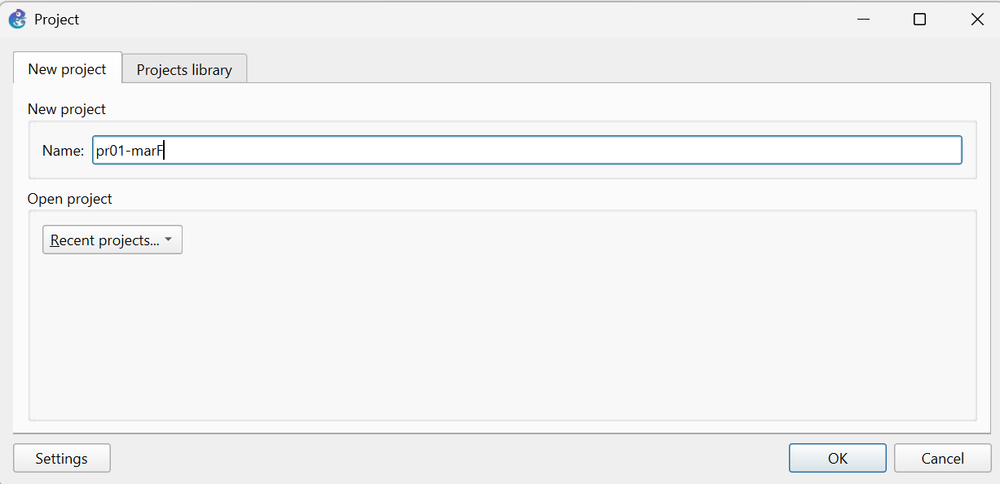 Project
New project
Projects library
New project
Name: pr01-marF
Open project
Recent projects...
Settings
OK
Cancel